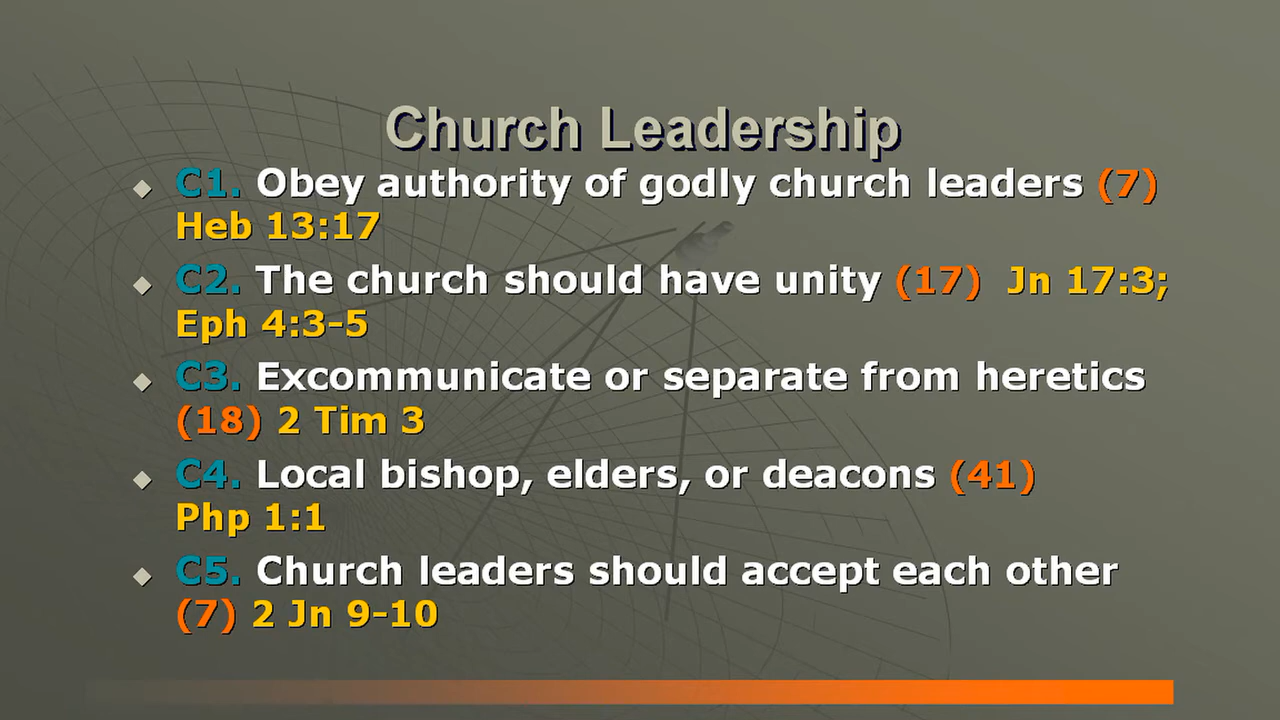 Church Leadership
C1. Obey authority of godly church leaders (7)
Heb 13:17
C2. The church should have unity (17) Jn 17:3;
Eph 4:3-5
C3. Excommunicate or separate from heretics
(18) 2 Tim 3
C4. Local bishop, elders, or deacons (41)
Php 1:1
C5. Church leaders should accept each other
(7) 2 Jn 9-10